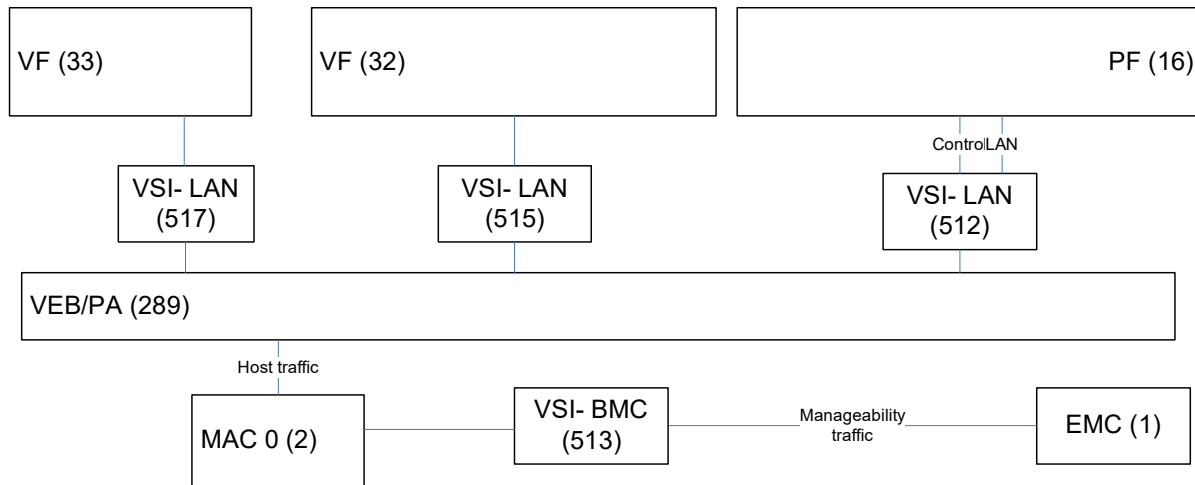 VF (33)
VF (32)
PF (16)
Control
LAN
VSI- LAN
(517)
VSI- LAN
(515)
VSI- LAN
(512)
VEB/PA (289)
Host traffic
MAC 0 (2)
VSI- BMC
(513)
Manageability
traffic
EMC (1)